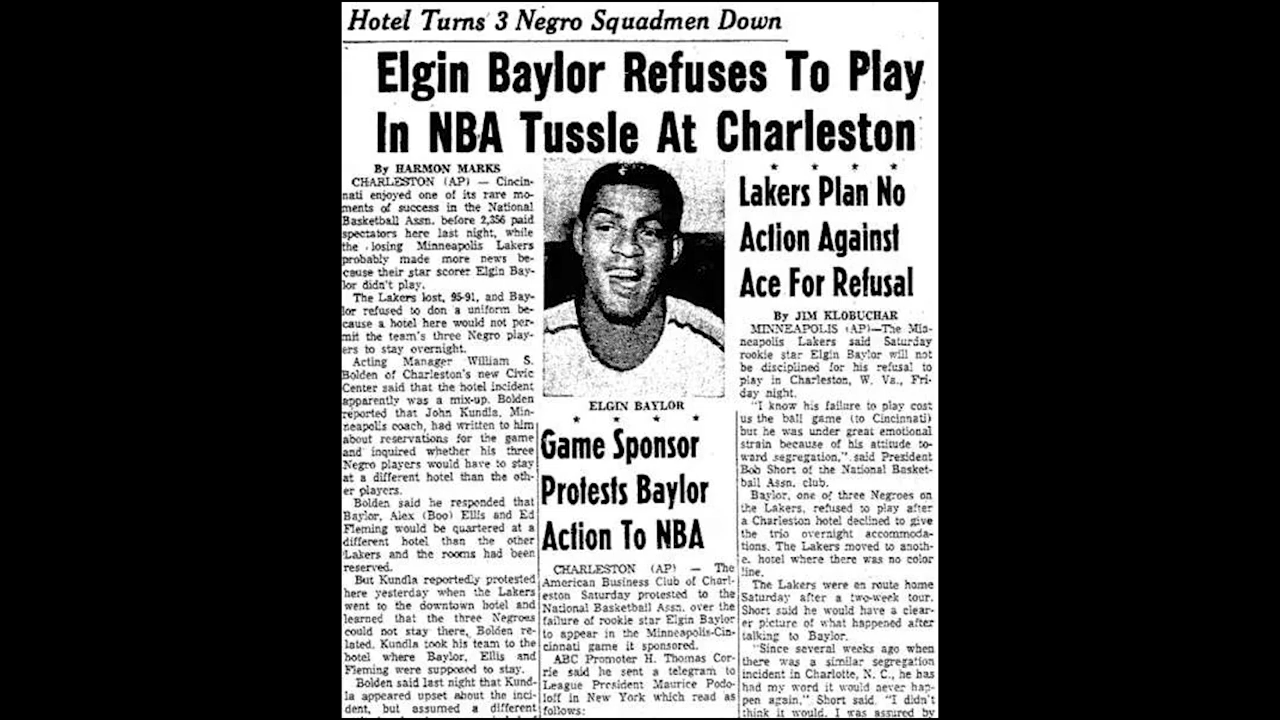 Hotel Turns 3 Negro Squadmen Down
Elgin Baylor Refuses To Play
In NBA Tussle At Charleston
By HARMON MARKS
CHARLESTON (AP) — Cincin-
nati enjoyed one of its rare mo-
ments of success in the National
Basketball Assn. before 2,356 paid
spectators here last night, while
the losing Minneapolis Lakers
probably made more news be-
cause their star scorer Elgin Bay-
lor didn't play.
The Lakers lost, 95-91, and Bay-
lor refused to don a uniform be-
cause a hotel here would not per-
mit the team's three Negro play-
ers to stay overnight.
Acting Manager William S.
Bolden of Charleston's new Civic
Center said that the hotel incident
apparently was a mix-up. Bolden
reported that John Kundla, Min-
neapolis coach, had written to him
about reservations for the game
and inquired whether his three
Negro players would have to stay
at a different hotel than the oth-
er players.
Bolden said he responded that
Baylor, Alex (Boo) Ellis and Ed
Fleming would be quartered at a
different hotel than the other
Lakers and the rooms had been
reserved.
But Kundla reportedly protested
here yesterday when the Lakers
went to the downtown hotel and
learned that the three Negroes
could not stay there, Bolden re-
lated. Kundla took his team to the
hotel where Baylor, Ellis and
Fleming were supposed to stay.
Bolden said last night that Kund-
la appeared upset about the inci-
dent, but assumed a different
ELGIN BAYLOR
Game Sponsor
Protests Baylor
Action To NBA
CHARLESTON (AP) — The
American Business Club of Charl-
eston Saturday protested to the
National Basketball Assn. over the
failure of rookie star Elgin Baylor
to appear in the Minneapolis-Cin-
cinnati game it sponsored.
ABC Promoter H. Thomas Cor-
rie said he sent a telegram to
League President Maurice Podo-
loff in New York which read as
follows:
Lakers Plan No
Action Against
Ace For Refusal
By JIM KLOBUCHAR
MINNEAPOLIS (AP)—The Min-
neapolis Lakers said Saturday
rookie star Elgin Baylor will not
be disciplined for his refusal to
play in Charleston, W. Va., Fri-
day night.
"I know his failure to play cost
us the ball game (to Cincinnati)
but he was under great emotional
strain because of his attitude to-
ward segregation," said President
Bob Short of the National Basket-
ball Assn. club.
Baylor, one of three Negroes on
the Lakers, refused to play after
a Charleston hotel declined to give
the trio overnight accommoda-
tions. The Lakers moved to anoth-
e. hotel where there was no color
line.
The Lakers were en route home
Saturday after a two-week tour.
Short said he would have a clear-
er picture of what happened after
talking to Baylor.
"Since several weeks ago when
there was a similar segregation
incident in Charlotte, N. C., he has
had my word it would never hap-
pen again," Short said. "I didn't
think it would. I was assured by